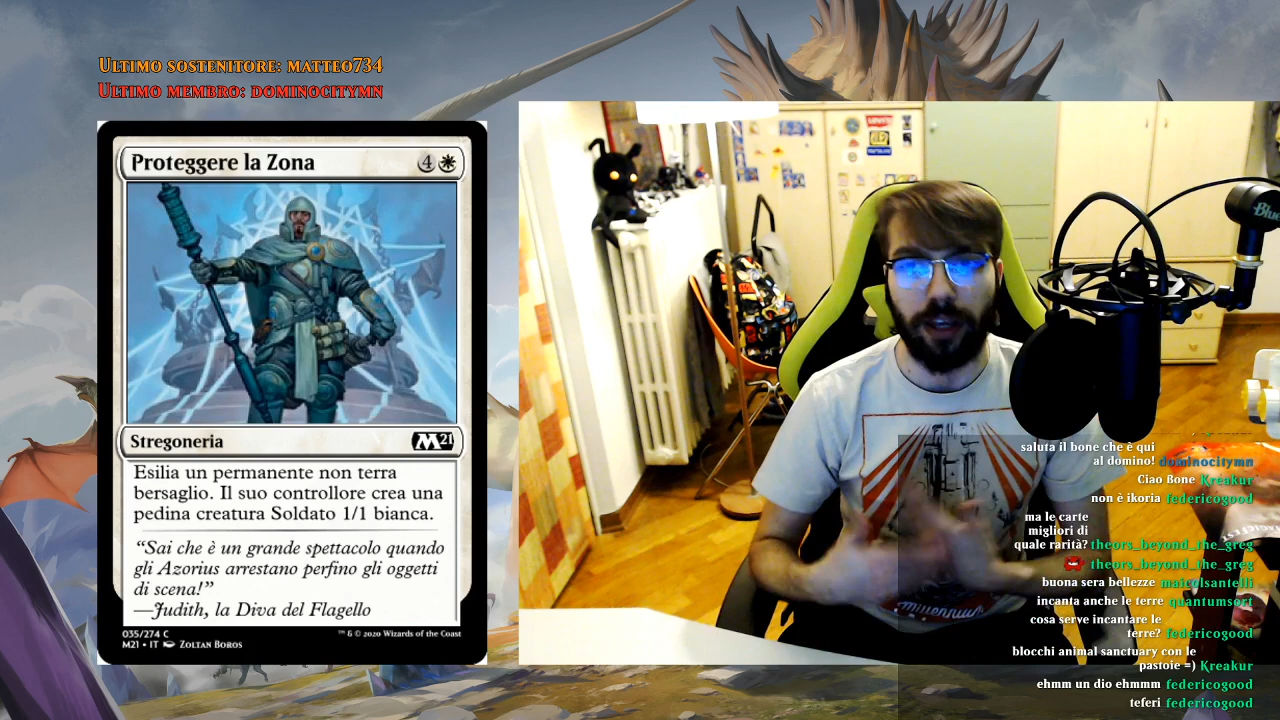 Ultimo sostenitore: matteo734
Ultimo membro: dominocitymn
Proteggere la Zona 4
Stregoneria M21
Esilia un permanente non terra
bersaglio. Il suo controllore crea una
pedina creatura Soldato 1/1 bianca.
“Sai che è un grande spettacolo quando
gli Azorius arrestano perfino gli oggetti
di scena!”
—Judith, la Diva del Flagello
035/274 C
M21 • IT Zoltan Boros
™ & © 2020 Wizards of the Coast
LEVI'S
Blue
Millennium
saluta il bone che è qui
al domino! dominocitymn
Ciao Bone Kreakur
non è ikoria federicogood
ma le carte
migliori di
quale rarità? theors_beyond_the_greg
theors_beyond_the_greg
buona sera bellezze maicolsantelli
incanta anche le terre quantumsort
cosa serve incantare le
terre? federicogood
blocchi animal sanctuary con le
pastoie =) Kreakur
ehmm un dio ehmmm federicogood
teferi federicogood